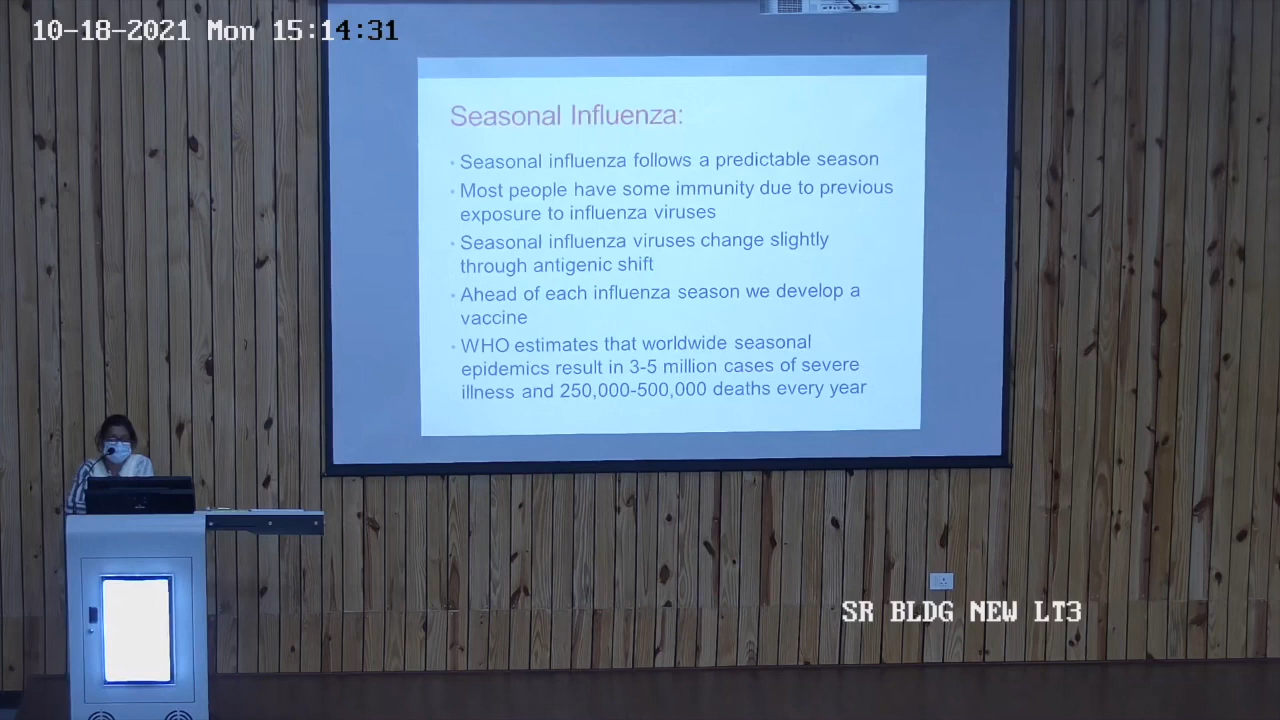 10-18-2021 Mon 15:14:31
Seasonal Influenza:
• Seasonal influenza follows a predictable season
• Most people have some immunity due to previous
exposure to influenza viruses
• Seasonal influenza viruses change slightly
through antigenic shift
• Ahead of each influenza season we develop a
vaccine
• WHO estimates that worldwide seasonal
epidemics result in 3-5 million cases of severe
illness and 250,000-500,000 deaths every year
SR BLDG NEW LT3